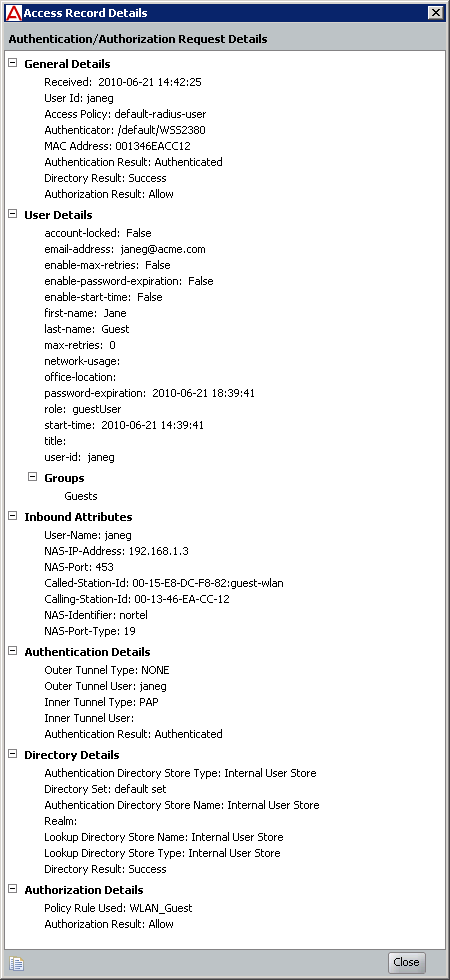 Access Record Details
Authentication/Authorization Request Details
General Details
Received: 2010-06-21 14:42:25
User Id: janeg
Access Policy: default-radius-user
Authenticator: /default/WSS2380
MAC Address: 001346EACC12
Authentication Result: Authenticated
Directory Result: Success
Authorization Result: Allow
User Details
account-locked: False
email-address: janeg@acme.com
enable-max-retries: False
enable-password-expiration: False
enable-start-time: False
first-name: Jane
last-name: Guest
max-retries: 0
network-usage:
office-location:
password-expiration: 2010-06-21 18:39:41
role: guestUser
start-time: 2010-06-21 14:39:41
title:
user-id: janeg
Groups
Guests
Inbound Attributes
User-Name: janeg
NAS-IP-Address: 192.168.1.3
NAS-Port: 453
Called-Station-Id: 00-15-E8-DC-F8-82:guest-wlan
Calling-Station-Id: 00-13-46-EA-CC-12
NAS-Identifier: nortel
NAS-Port-Type: 19
Authentication Details
Outer Tunnel Type: NONE
Outer Tunnel User: janeg
Inner Tunnel Type: PAP
Inner Tunnel User:
Authentication Result: Authenticated
Directory Details
Authentication Directory Store Type: Internal User Store
Directory Set: default set
Authentication Directory Store Name: Internal User Store
Realm:
Lookup Directory Store Name: Internal User Store
Lookup Directory Store Type: Internal User Store
Directory Result: Success
Authorization Details
Policy Rule Used: WLAN_Guest
Authorization Result: Allow
Close